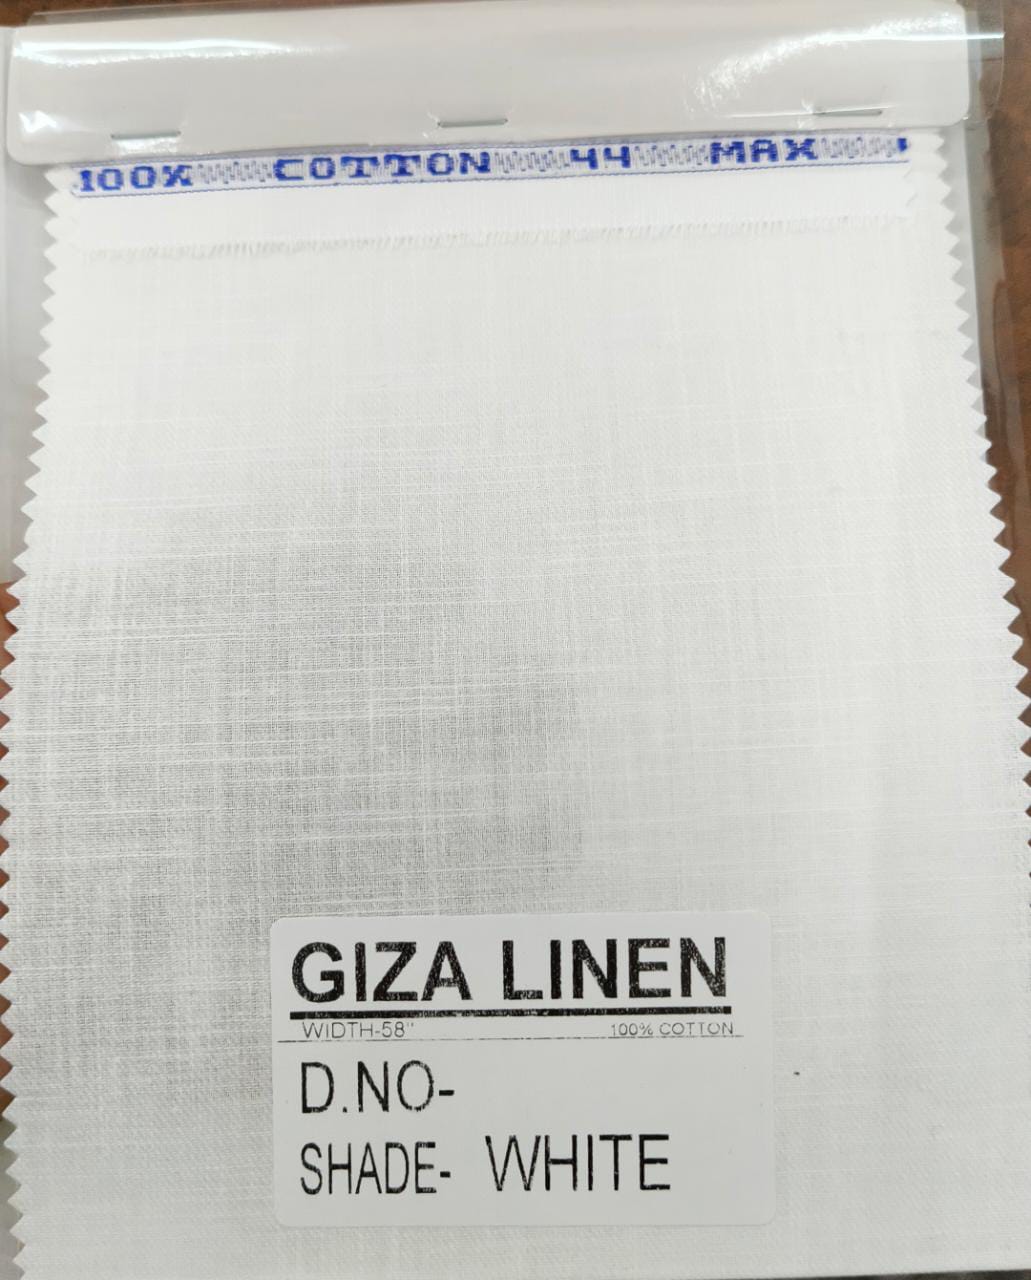 100% COTTON 44 MAX
GIZA LINEN
WIDTH-58" 100% COTTON
D.NO-
SHADE- WHITE